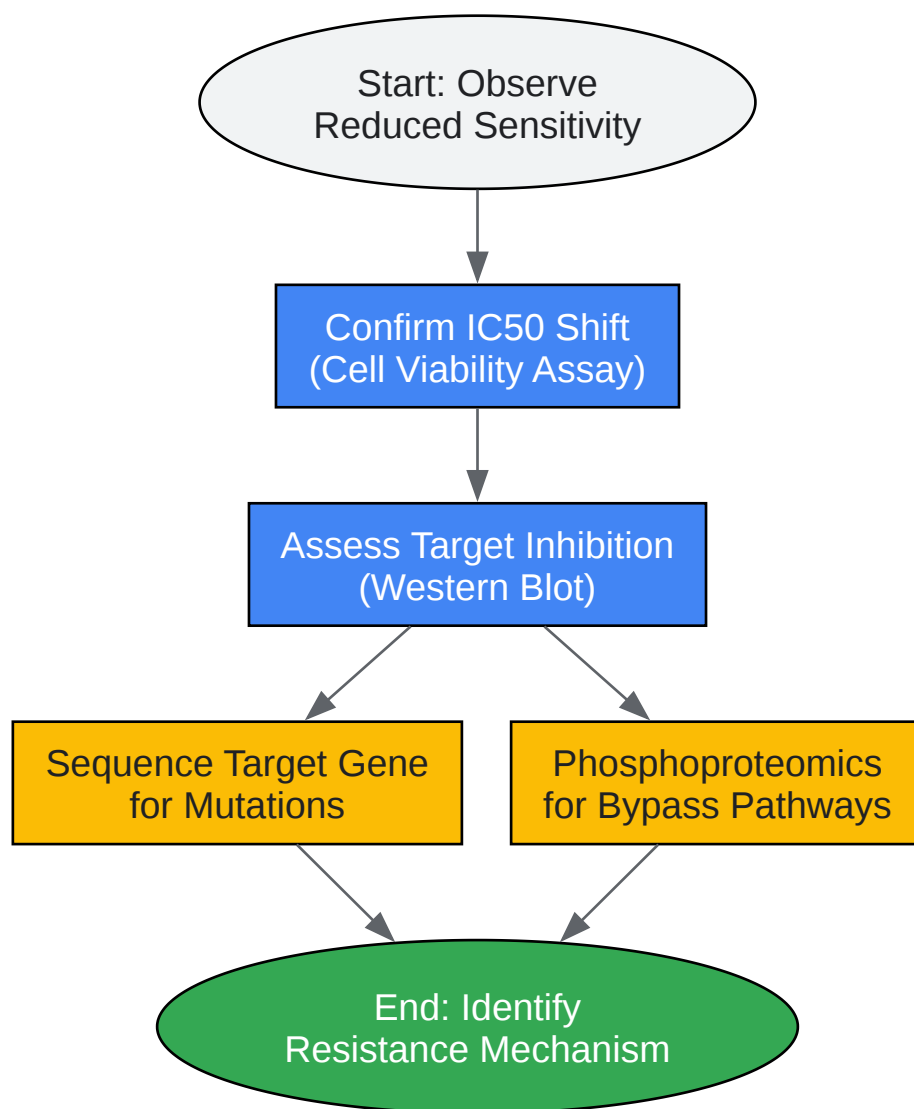 Start: Observe
Reduced Sensitivity
Confirm IC50 Shift
(Cell Viability Assay)
Assess Target Inhibition
(Western Blot)
Sequence Target Gene
for Mutations
Phosphoproteomics
for Bypass Pathways
End: Identify
Resistance Mechanism